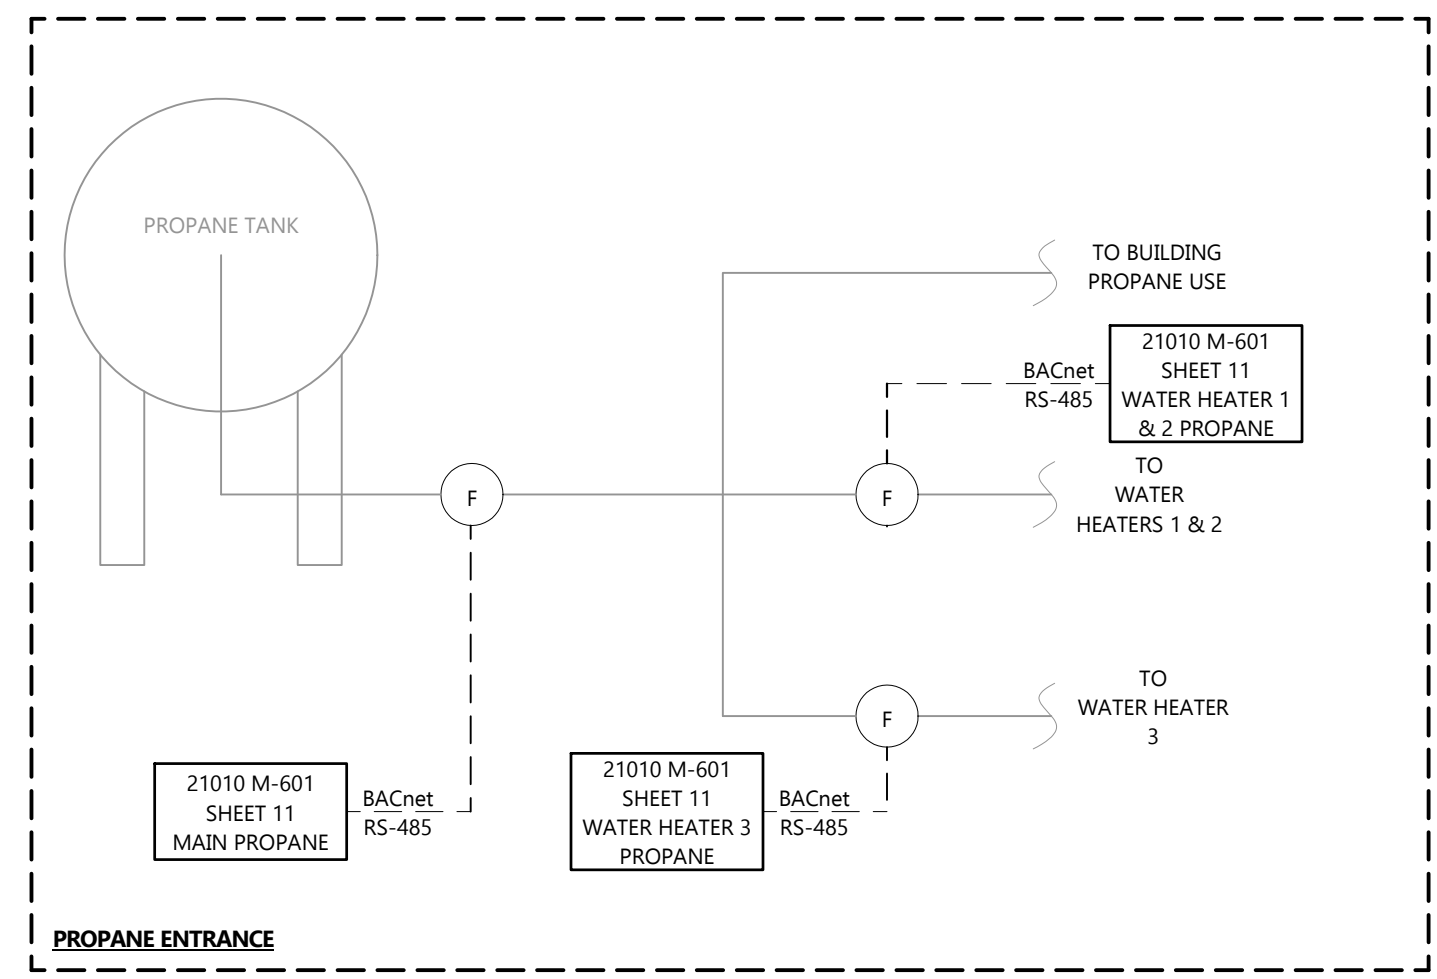 PROPANE TANK
TO BUILDING
PROPANE USE
BACnet
RS-485
21010 M-601
SHEET 11
WATER HEATER 1
& 2 PROPANE
F
F
TO
WATER
HEATERS 1 & 2
F
TO
WATER HEATER
3
21010 M-601
SHEET 11
MAIN PROPANE
BACnet
RS-485
21010 M-601
SHEET 11
WATER HEATER 3
PROPANE
BACnet
RS-485
PROPANE ENTRANCE